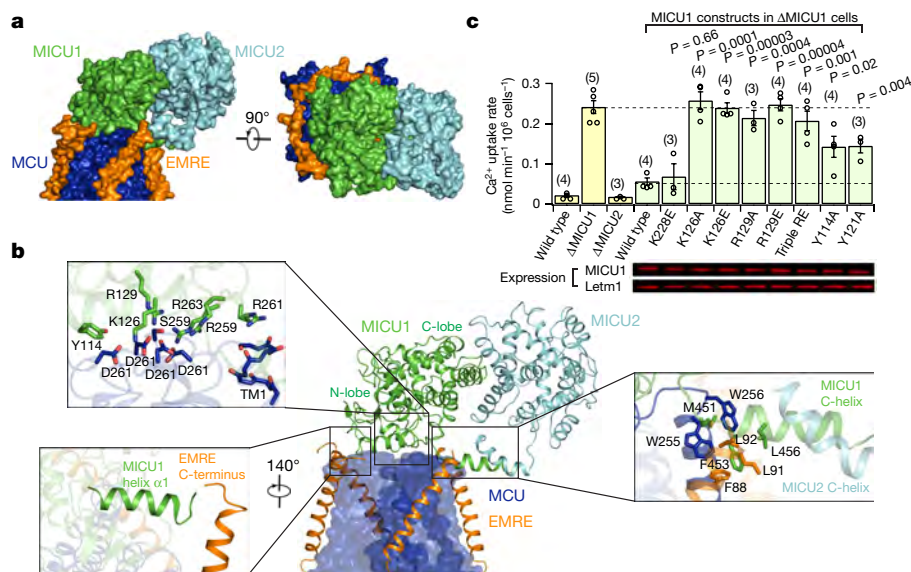 a
MICU1
MICU2
90°
MCU
EMRE
c
MICU1 constructs in ΔMICU1 cells
P = 0.66
P = 0.0001
P = 0.00003
P = 0.0004
P = 0.00004
P = 0.001
P = 0.02
P = 0.004
Ca2+ uptake rate
(nmol min−1 10⁶ cells−1)
0.3
0.2
0.1
0
(4)
(5)
(3)
(4)
(3)
(4)
(4)
(3)
(4)
(4)
(4)
(3)
Wild type
ΔMICU1
ΔMICU2
Wild type
K228E
K126A
K126E
R129A
R129E
Triple RE
Y114A
Y121A
Expression
MICU1
Letm1
b
R129
R263
R261
K126
S259
R259
Y114
D261
D261
D261
D261
TM1
MICU1
C-lobe
MICU2
N-lobe
MICU1
helix α1
EMRE
C-terminus
140°
MCU
EMRE
W256
MICU1
C-helix
M451
W255
L92
L456
F453
L91
F88
MICU2 C-helix